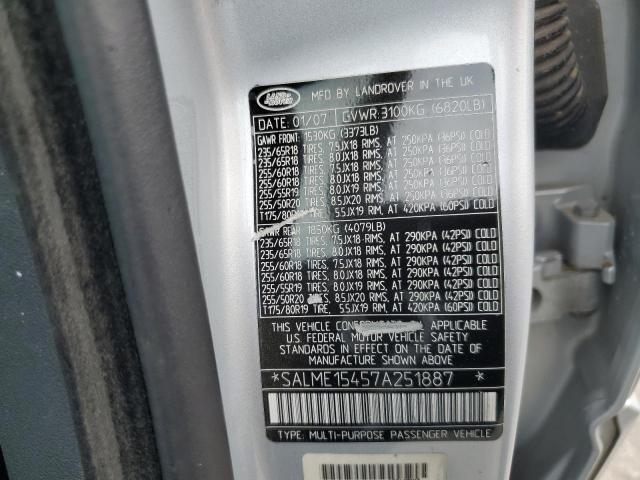 LAND ROVER
MFD BY LANDROVER IN THE UK
DATE: 01/07 GVWR:3100KG (6820LB)
GAWR FRONT: 1530KG (3373LB)
235/65R18 TIRES, 7.5JX18 RIMS, AT 250KPA (36PSI) COLD
235/65R18 TIRES, 8.0JX18 RIMS, AT 250KPA (36PSI) COLD
255/60R18 TIRES, 7.5JX18 RIMS, AT 250KPA (36PSI) COLD
255/60R18 TIRES, 8.0JX18 RIMS, AT 250KPA (36PSI) COLD
255/55R19 TIRES, 8.0JX19 RIMS, AT 250KPA (36PSI) COLD
255/50R20 TIRES, 8.5JX20 RIMS, AT 250KPA (36PSI) COLD
T175/80R19 TIRE, 5.5JX19 RIM, AT 420KPA (60PSI) COLD
GVWR REAR 1850KG (4079LB)
235/65R18 TIRES, 7.5JX18 RIMS, AT 290KPA (42PSI) COLD
235/65R18 TIRES, 8.0JX18 RIMS, AT 290KPA (42PSI) COLD
255/60R18 TIRES, 7.5JX18 RIMS, AT 290KPA (42PSI) COLD
255/60R18 TIRES, 8.0JX18 RIMS, AT 290KPA (42PSI) COLD
255/55R19 TIRES, 8.0JX19 RIMS, AT 290KPA (42PSI) COLD
255/50R20 8.5JX20 RIMS, AT 290KPA (42PSI) COLD
T175/80R19 TIRE, 5.5JX19 RIM, AT 420KPA (60PSI) COLD
THIS VEHICLE CONFORMS APPLICABLE
U.S. FEDERAL MOTOR VEHICLE SAFETY
STANDARDS IN EFFECT ON THE DATE OF
MANUFACTURE SHOWN ABOVE
*SALME15457A251887 *
TYPE: MULTI-PURPOSE PASSENGER VEHICLE